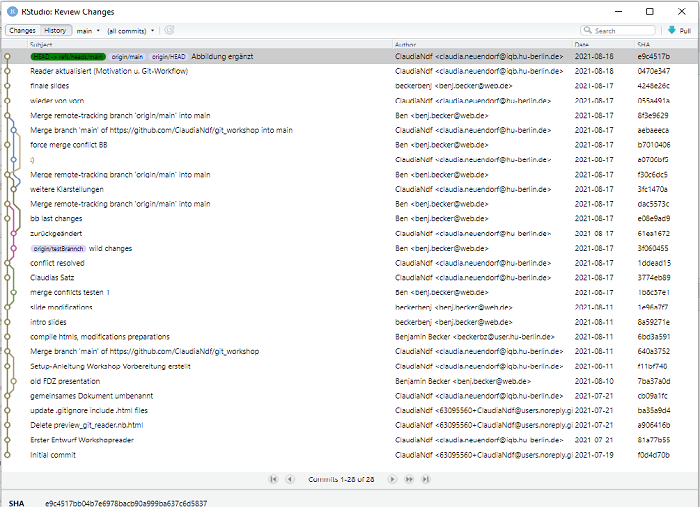 RStudio: Review Changes
Changes History main (all commits) Search Pull
Subject Author Date SHA
HEAD -> refs/heads/main origin/main origin/HEAD Abbildung ergänzt ClaudiaNdf <claudia.neuendorf@iqb.hu-berlin.de> 2021-08-18 e9c4517b
Reader aktualisiert (Motivation u. Git-Workflow) ClaudiaNdf <claudia.neuendorf@iqb.hu-berlin.de> 2021-08-18 0470e347
finale slides beckerbenj <benj.becker@web.de> 2021-08-17 4248e26c
wieder von vorn ClaudiaNdf <claudia.neuendorf@hu-berlin.de> 2021-08-17 055a491a
Merge remote-tracking branch 'origin/main' into main Ben <benj.becker@web.de> 2021-08-17 8f3e9629
Merge branch 'main' of https://github.com/ClaudiaNdf/git_workshop into main ClaudiaNdf <claudia.neuendorf@hu-berlin.de> 2021-08-17 aebaeeca
force merge conflict BB Ben <benj.becker@web.de> 2021-08-17 b7010406
:) ClaudiaNdf <claudia.neuendorf@hu-berlin.de> 2021-08-17 a0706bf5
Merge remote-tracking branch 'origin/main' into main Ben <benj.becker@web.de> 2021-08-17 f30c6dc5
weitere Klarstellungen ClaudiaNdf <claudia.neuendorf@hu-berlin.de> 2021-08-17 3fc1470a
Merge remote-tracking branch 'origin/main' into main Ben <benj.becker@web.de> 2021-08-17 dac5573c
bb last changes Ben <benj.becker@web.de> 2021-08-17 e08e9ad9
zurückgeändert ClaudiaNdf <claudia.neuendorf@hu-berlin.de> 2021-08-17 61ea1672
origin/testBrannch wild changes Ben <benj.becker@web.de> 2021-08-17 3f060455
conflict resolved ClaudiaNdf <claudia.neuendorf@hu-berlin.de> 2021-08-17 1ddead15
Claudias Satz ClaudiaNdf <claudia.neuendorf@hu-berlin.de> 2021-08-17 3774eb89
merge conflicts testen 1 Ben <benj.becker@web.de> 2021-08-17 1b8c57e1
slide modifications beckerbenj <benj.becker@web.de> 2021-08-11 1e96a7f7
intro slides beckerbenj <benj.becker@web.de> 2021-08-11 8a59271e
compile htmls, modifications preparations Benjamin Becker <beckerbz@user.hu-berlin.de> 2021-08-11 6bd3a591
Merge branch 'main' of https://github.com/ClaudiaNdf/git_workshop ClaudiaNdf <claudia.neuendorf@iqb.hu-berlin.de> 2021-08-11 640a3752
Setup-Anleitung Workshop Vorbereitung erstellt ClaudiaNdf <claudia.neuendorf@iqb.hu-berlin.de> 2021-08-11 f11bf748
old FDZ presentation Benjamin Becker <benj.becker@web.de> 2021-08-10 7ba37a0d
gemeinsames Dokument umbenannt ClaudiaNdf <claudia.neuendorf@iqb.hu-berlin.de> 2021-07-21 cb09a1fc
update .gitignore include .html files ClaudiaNdf <63095560+ClaudiaNdf@users.noreply.gi 2021-07-21 ba35a9d4
Delete preview_git_reader.nb.html ClaudiaNdf <63095560+ClaudiaNdf@users.noreply.gi 2021-07-21 a906416b
Erster Entwurf Workshopreader ClaudiaNdf <claudia.neuendorf@iqb.hu-berlin.de> 2021-07-21 81a77b55
Initial commit ClaudiaNdf <63095560+ClaudiaNdf@users.noreply.gi 2021-07-19 f0d4d70b
Commits 1-28 of 28
SHA e9c4517bb04b7e6978bacb90a999ba637c6d5837